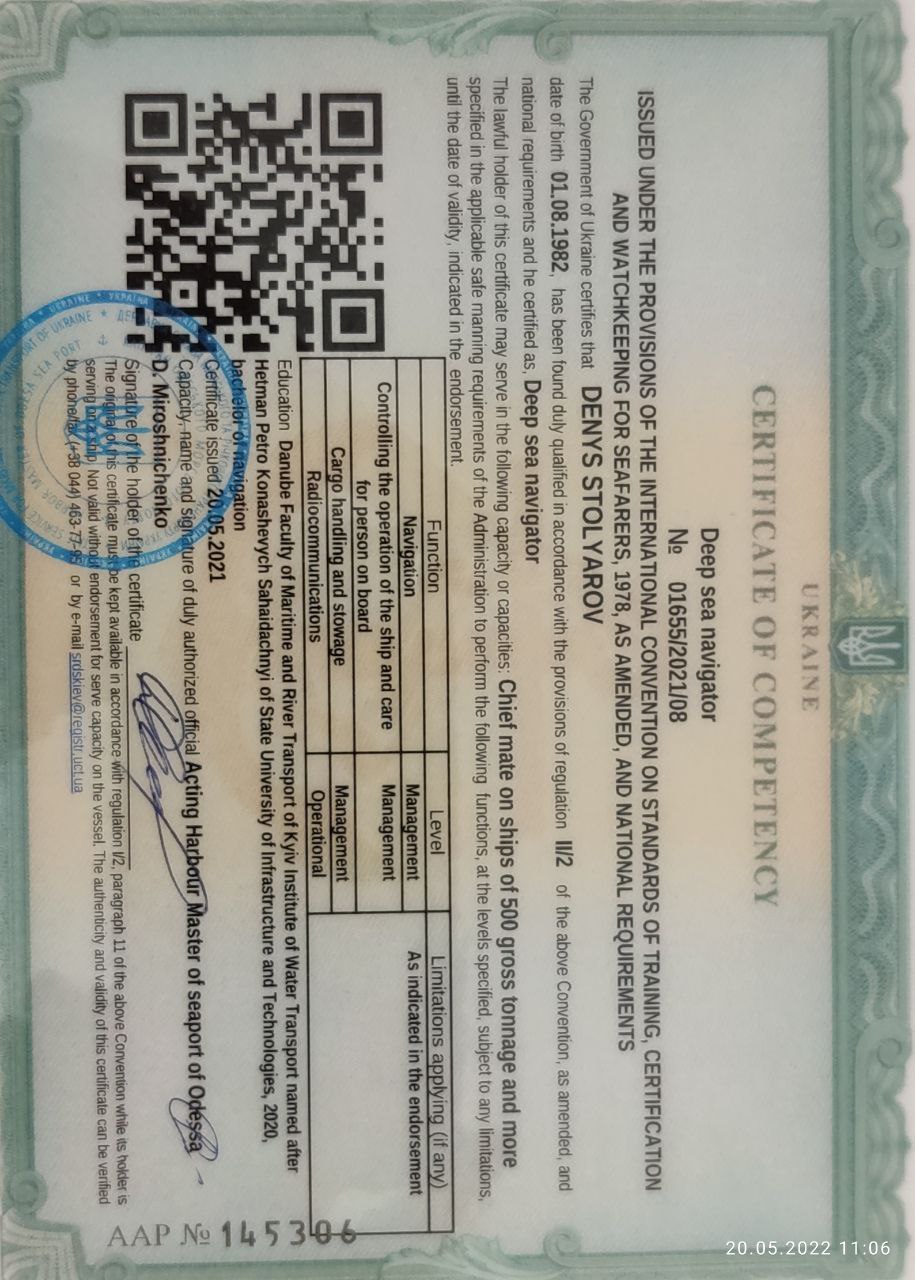 20.05.2022 11:06
UKRAINE
CERTIFICATE OF COMPETENCY
Deep sea navigator
№ 01655/2021/08
ISSUED UNDER THE PROVISIONS OF THE INTERNATIONAL CONVENTION ON STANDARDS OF TRAINING, CERTIFICATION
AND WATCHKEEPING FOR SEAFARERS, 1978, AS AMENDED, AND NATIONAL REQUIREMENTS
The Government of Ukraine certifies that DENYS STOLYAROV
date of birth 01.08.1982, has been found duly qualified in accordance with the provisions of regulation II/2 of the above Convention, as amended, and
national requirements and he certified as, Deep sea navigator
The lawful holder of this certificate may serve in the following capacity or capacities: Chief mate on ships of 500 gross tonnage and more
specified in the applicable safe manning requirements of the Administration to perform the following functions, at the levels specified, subject to any limitations,
until the date of validity, indicated in the endorsement.
Function Level Limitations applying (if any)
Navigation Management As indicated in the endorsement
Controlling the operation of the ship and care Management
for person on board
Cargo handling and stowage Management
Radiocommunications Operational
Education Danube Faculty of Maritime and River Transport of Kyiv Institute of Water Transport named after
Hetman Petro Konashevych Sahaidachnyi of State University of Infrastructure and Technologies, 2020,
bachelor of navigation
Certificate issued 20.05.2021
Capacity, name and signature of duly authorized official Acting Harbour Master of seaport of Odessa
D. Miroshnichenko
Signature of the holder of the certificate
The original of this certificate must be kept available in accordance with regulation I/2, paragraph 11 of the above Convention while its holder is
serving on a ship. Not valid without endorsement for serve capacity on the vessel. The authenticity and validity of this certificate can be verified
by phone/fax (+38 044) 463-77-95 or by e-mail srdskiev@registr.uct.ua
AAP № 145306